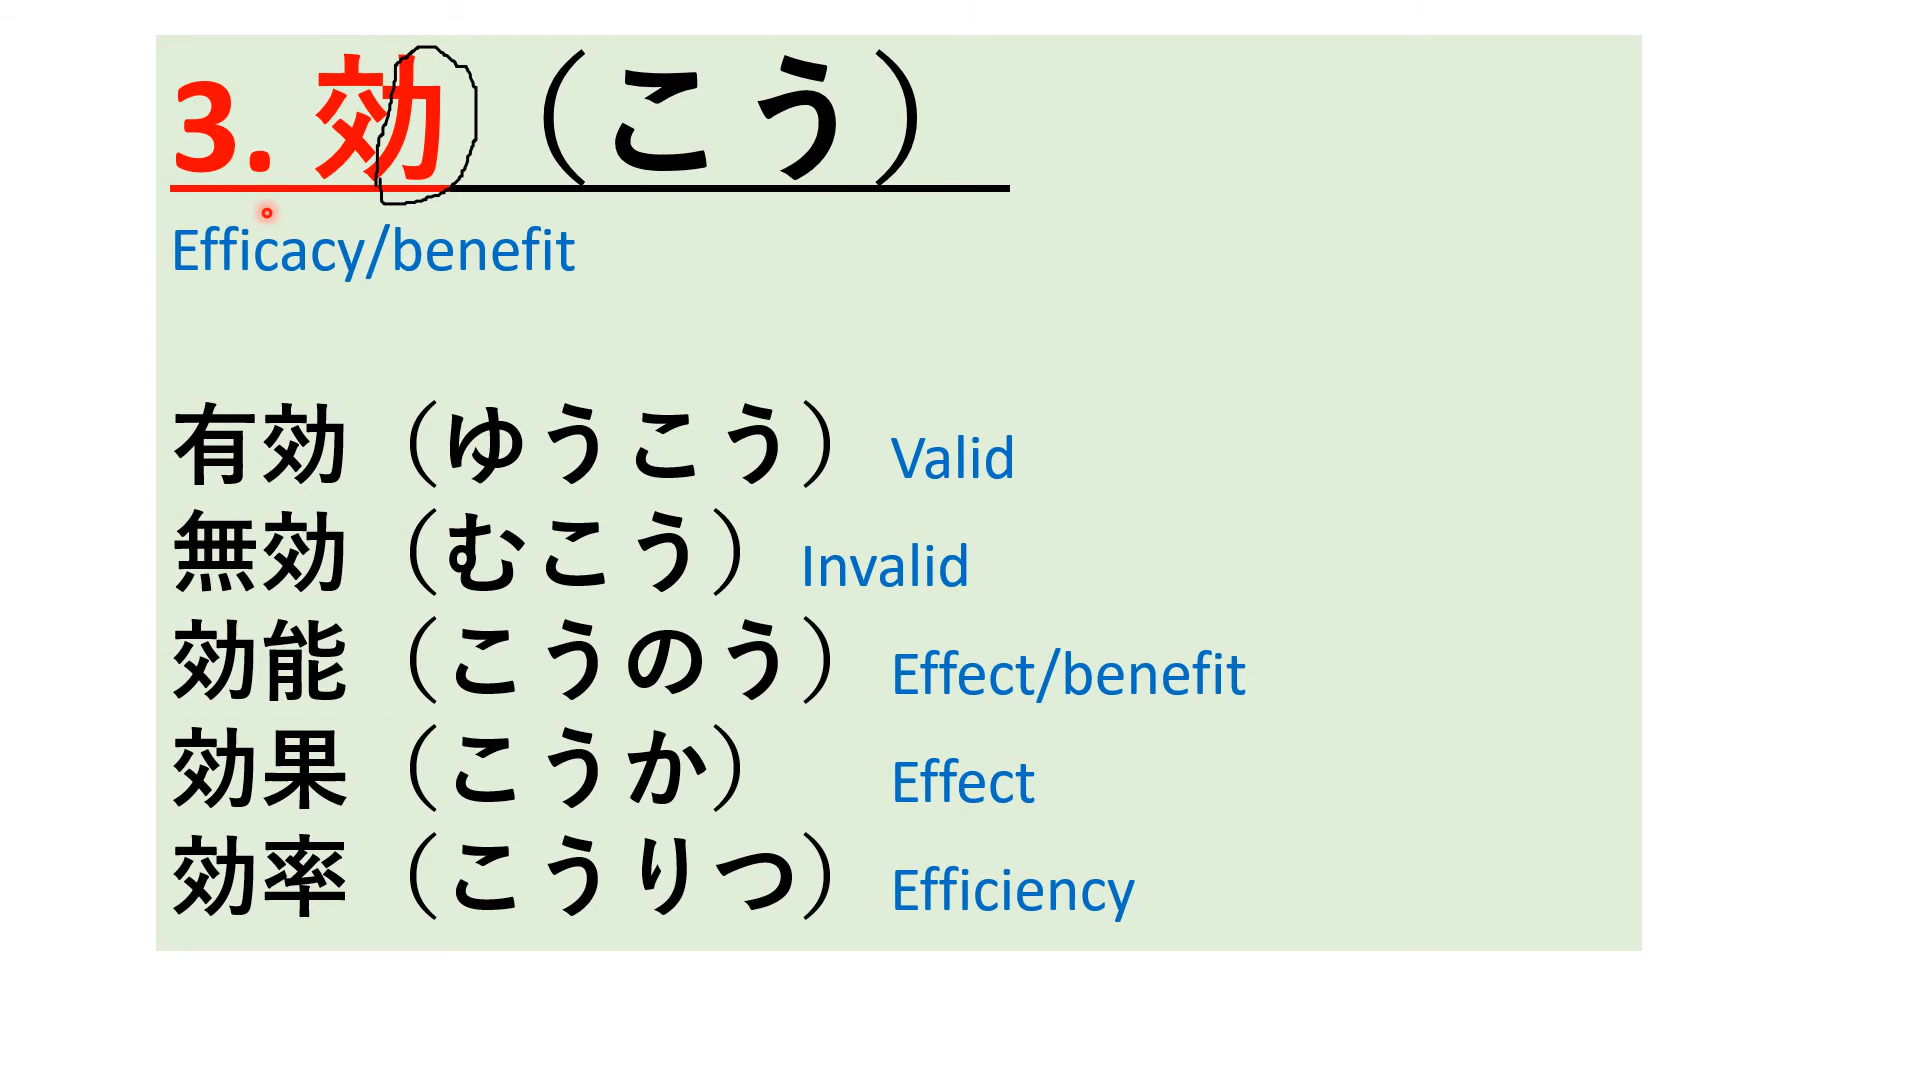 3. 効（こう）
Efficacy/benefit
有効（ゆうこう）Valid
無効（むこう）Invalid
効能（こうのう）Effect/benefit
効果（こうか） Effect
効率（こうりつ）Efficiency